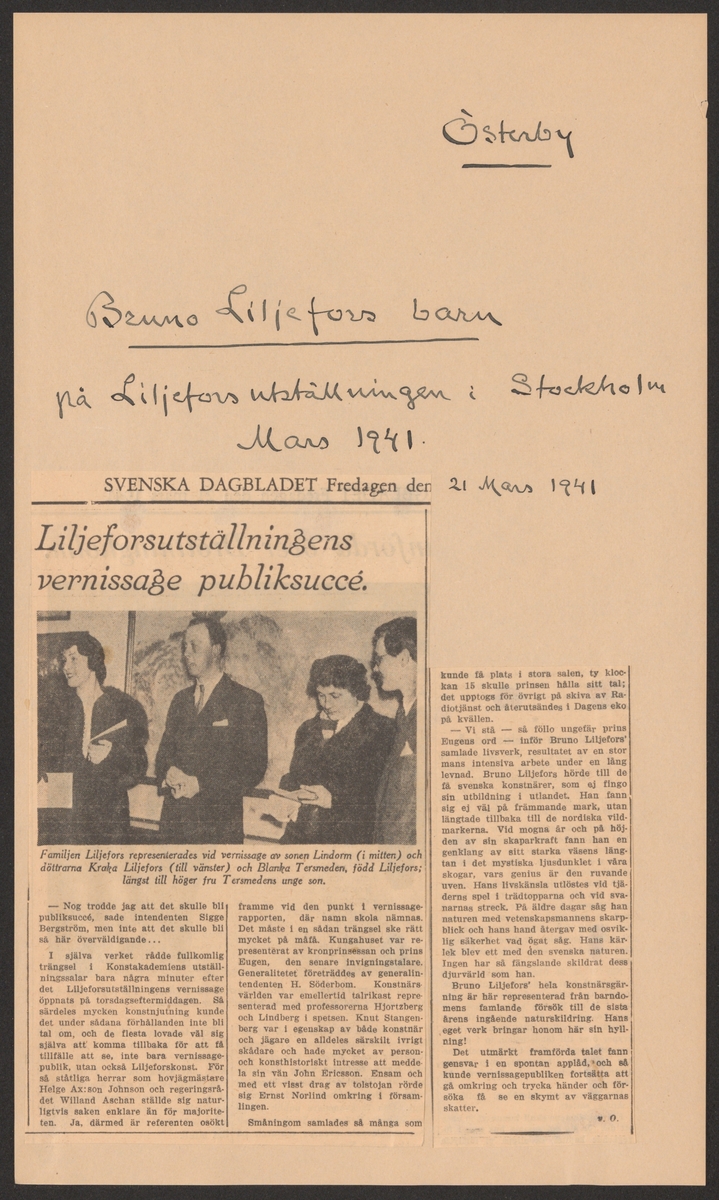 Österby
Bruno Liljefors barn
på Liljeforsutställningen i Stockholm
Mars 1941.
SVENSKA DAGBLADET Fredagen den 21 Mars 1941
Liljeforsutställningens
vernissage publiksuccé.
Familjen Liljefors representerades vid vernissage av sonen Lindorm (i mitten) och
döttrarna Kraka Liljefors (till vänster) och Blanka Tersmeden, född Liljefors;
längst till höger fru Tersmedens unge son.
— Nog trodde jag att det skulle bli
publiksuccé, sade intendenten Sigge
Bergström, men inte att det skulle bli
så här överväldigande...
I själva verket rådde fullkomlig
trängsel i Konstakademiens utställ-
ningssalar bara några minuter efter
det Liljeforsutställningens vernissage
öppnats på torsdagseftermiddagen. Så
särdeles mycken konstnjutning kunde
det under sådana förhållanden inte bli
tal om, och de flesta lovade väl sig
själva att komma tillbaka för att få
tillfälle att se, inte bara vernissage-
publik, utan också Liljeforskonst. För
så ståtliga herrar som hovjägmästare
Helge Ax:son Johnson och regeringsrå-
det Willand Aschan ställde sig natur-
ligtvis saken enklare än för majorite-
ten. Ja, därmed är referenten osökt
framme vid den punkt i vernissage-
rapporten, där namn skola nämnas.
Det måste i en sådan trängsel ske rätt
mycket på måfå. Kungahuset var re-
presenterat av kronprinsessan och prins
Eugen, den senare invigningstalare.
Generalitetet företräddes av generalin-
tendenten H. Söderbom. Konstnärs-
världen var emellertid talrikast repre-
senterad med professorerna Hjortzberg
och Lindberg i spetsen. Knut Stangen-
berg var i egenskap av både konstnär
och jägare en alldeles särskilt ivrigt
skådare och hade mycket av person-
och konsthistoriskt intresse att medde-
la sin vän John Ericsson. Ensam och
med ett visst drag av tolstojan rörde
sig Ernst Norlind omkring i försam-
lingen.
Småningom samlades så många som
kunde få plats i stora salen, ty kloc-
kan 15 skulle prinsen hålla sitt tal;
det upptogs för övrigt på skiva av Ra-
diotjänst och återutsändes i Dagens eko
på kvällen.
— Vi stå — så föllo ungefär prins
Eugens ord — inför Bruno Liljefors'
samlade livsverk, resultatet av en stor
mans intensiva arbete under en lång
levnad. Bruno Liljefors hörde till de
få svenska konstnärer, som ej fingo
sin utbildning i utlandet. Han fann
sig ej väl på främmande mark, utan
längtade tillbaka till de nordiska vild-
markerna. Vid mogna år och på höj-
den av sin skaparkraft fann han en
genklang av sitt starka väsens läng-
tan i det mystiska ljusdunklet i våra
skogar, vars genius är den ruvande
uven. Hans livskänsla utlöstes vid tjä-
derns spel i trädtopparna och vid sva-
narnas streck. På äldre dagar såg han
naturen med vetenskapsmannens skarp-
blick och hans hand återgav med osvik-
lig säkerhet vad ögat såg. Hans kär-
lek blev ett med den svenska naturen.
Ingen har så fängslande skildrat dess
djurvärld som han.
Bruno Liljefors' hela konstnärsgär-
ning är här representerad från barndo-
mens famlande försök till de sista
årens ingående naturskildring. Hans
eget verk bringar honom här sin hyll-
ning!
Det utmärkt framförda talet fann
gensvar i en spontan applåd, och så
kunde vernissagepubliken fortsätta att
gå omkring och trycka händer och för-
söka få se en skymt av väggarnas
skatter.
v. O.